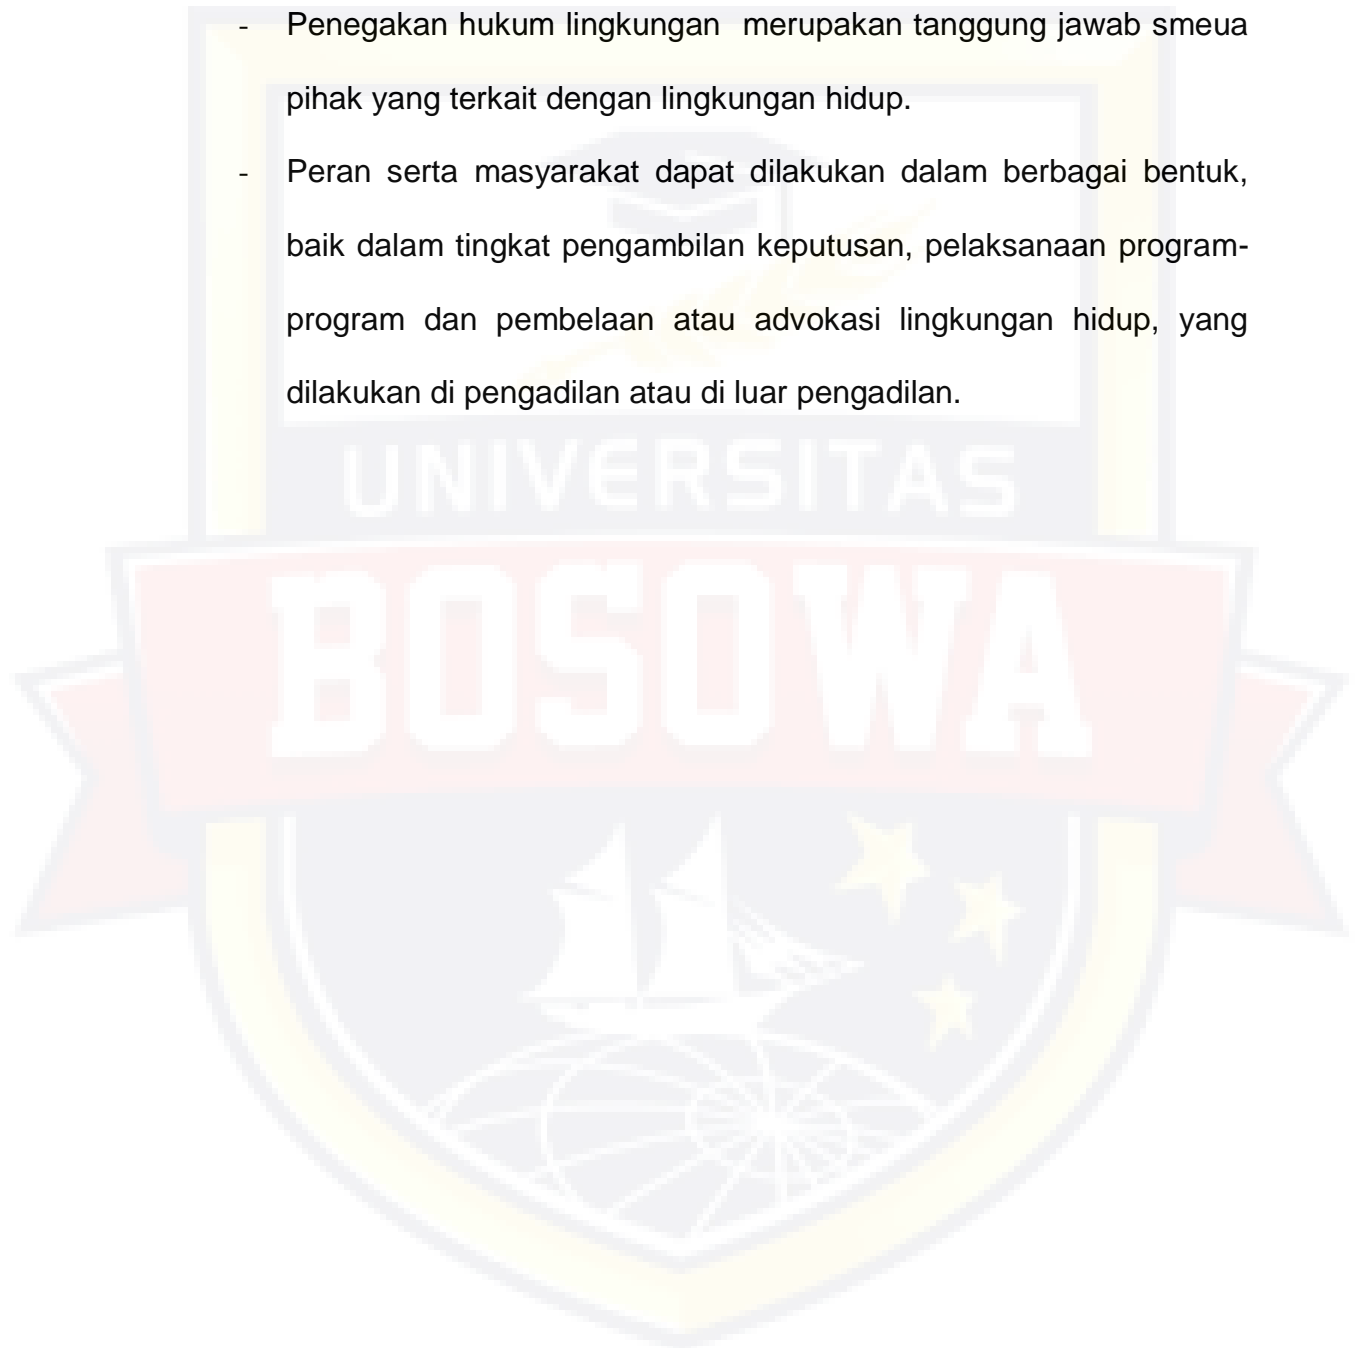 - Penegakan hukum lingkungan  merupakan tanggung jawab smeua
pihak yang terkait dengan lingkungan hidup.
- Peran serta masyarakat dapat dilakukan dalam berbagai bentuk,
baik dalam tingkat pengambilan keputusan, pelaksanaan program-
program dan pembelaan atau advokasi lingkungan hidup, yang
dilakukan di pengadilan atau di luar pengadilan.
UNIVERSITAS
BOSOWA